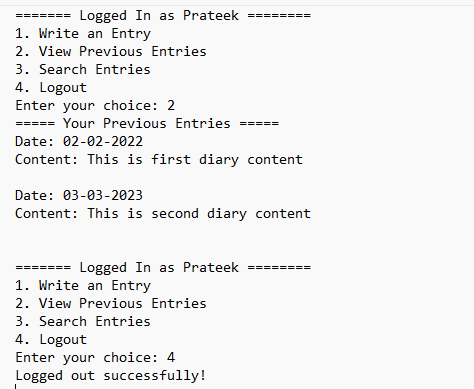 ======= Logged In as Prateek ========
1. Write an Entry
2. View Previous Entries
3. Search Entries
4. Logout
Enter your choice: 2
===== Your Previous Entries =====
Date: 02-02-2022
Content: This is first diary content
Date: 03-03-2023
Content: This is second diary content
======= Logged In as Prateek ========
1. Write an Entry
2. View Previous Entries
3. Search Entries
4. Logout
Enter your choice: 4
Logged out successfully!